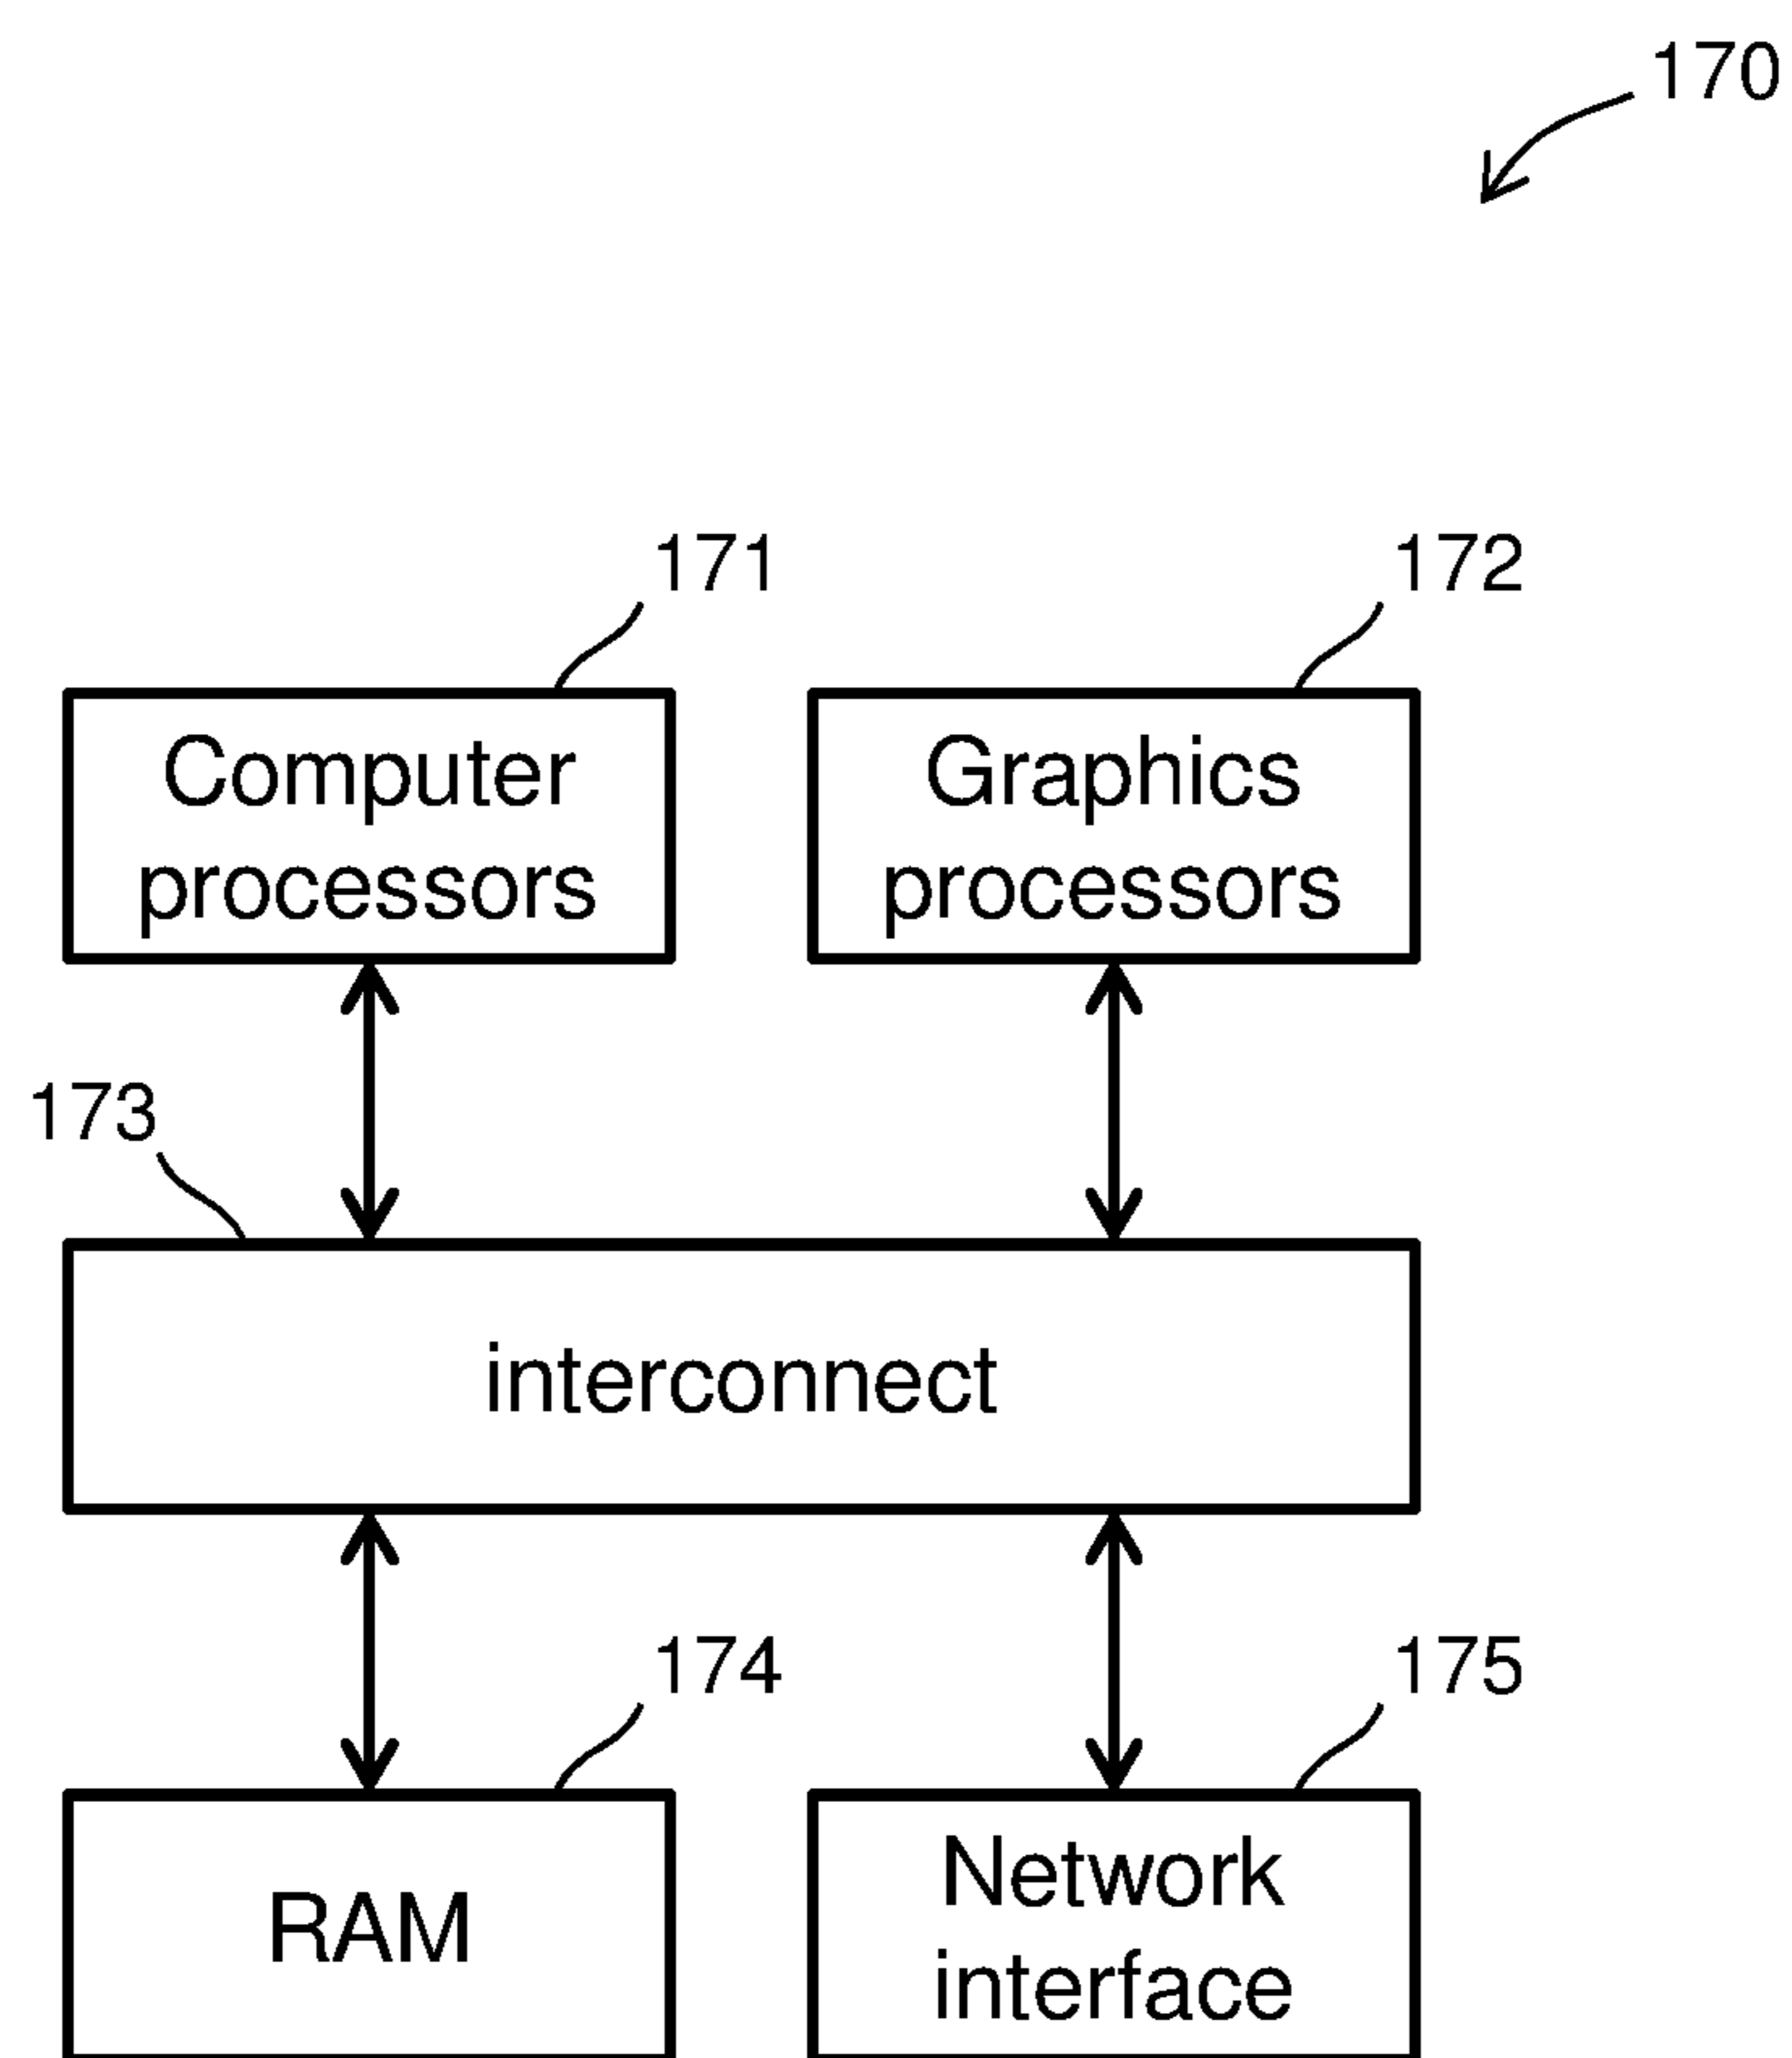 170
171
172
Computer
processors
Graphics
processors
173
interconnect
174
175
RAM
Network
interface